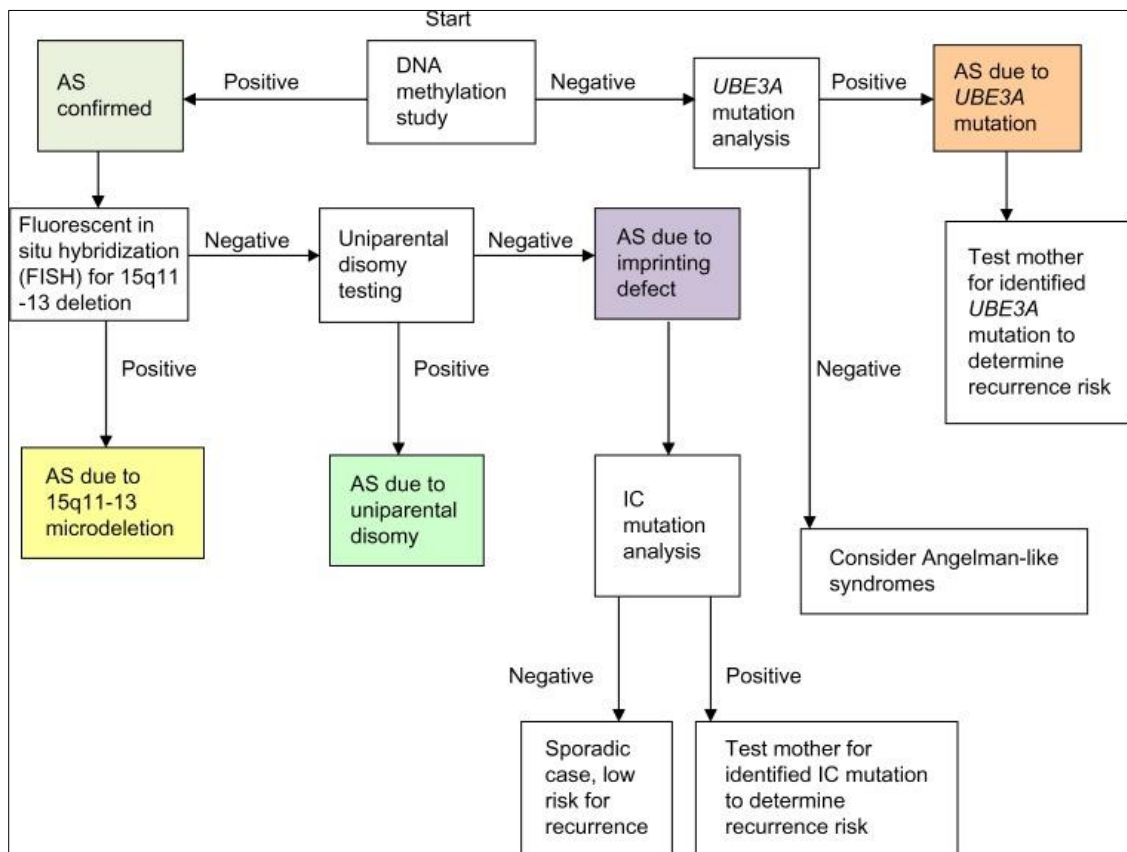 Start
AS
confirmed
Positive
DNA
methylation
study
Negative
UBE3A
mutation
analysis
Positive
AS due to
UBE3A
mutation
Fluorescent in
situ hybridization
(FISH) for 15q11
-13 deletion
Negative
Uniparental
disomy
testing
Negative
AS due to
imprinting
defect
Test mother
for identified
UBE3A
mutation to
determine
recurrence risk
Positive
Positive
Negative
AS due to
15q11-13
microdeletion
AS due to
uniparental
disomy
IC
mutation
analysis
Consider Angelman-like
syndromes
Negative
Positive
Sporadic
case, low
risk for
recurrence
Test mother for
identified IC mutation
to determine
recurrence risk